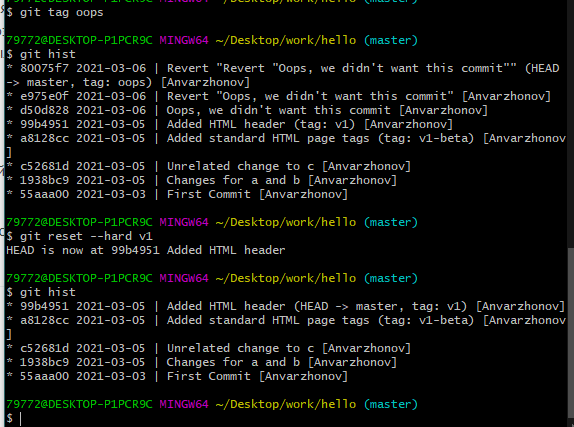 $ git tag oops
79772@DESKTOP-P1PCR9C MINGW64 ~/Desktop/work/hello (master)
$ git hist
* 80075f7 2021-03-06 | Revert "Revert "Oops, we didn't want this commit"" (HEAD
-> master, tag: oops) [Anvarzhonov]
* e975e0f 2021-03-06 | Revert "Oops, we didn't want this commit" [Anvarzhonov]
* d50d828 2021-03-06 | Oops, we didn't want this commit [Anvarzhonov]
* 99b4951 2021-03-05 | Added HTML header (tag: v1) [Anvarzhonov]
* a8128cc 2021-03-05 | Added standard HTML page tags (tag: v1-beta) [Anvarzhonov
]
* c52681d 2021-03-05 | Unrelated change to c [Anvarzhonov]
* 1938bc9 2021-03-05 | Changes for a and b [Anvarzhonov]
* 55aaa00 2021-03-03 | First Commit [Anvarzhonov]
79772@DESKTOP-P1PCR9C MINGW64 ~/Desktop/work/hello (master)
$ git reset --hard v1
HEAD is now at 99b4951 Added HTML header
79772@DESKTOP-P1PCR9C MINGW64 ~/Desktop/work/hello (master)
$ git hist
* 99b4951 2021-03-05 | Added HTML header (HEAD -> master, tag: v1) [Anvarzhonov]
* a8128cc 2021-03-05 | Added standard HTML page tags (tag: v1-beta) [Anvarzhonov
]
* c52681d 2021-03-05 | Unrelated change to c [Anvarzhonov]
* 1938bc9 2021-03-05 | Changes for a and b [Anvarzhonov]
* 55aaa00 2021-03-03 | First Commit [Anvarzhonov]
79772@DESKTOP-P1PCR9C MINGW64 ~/Desktop/work/hello (master)
$